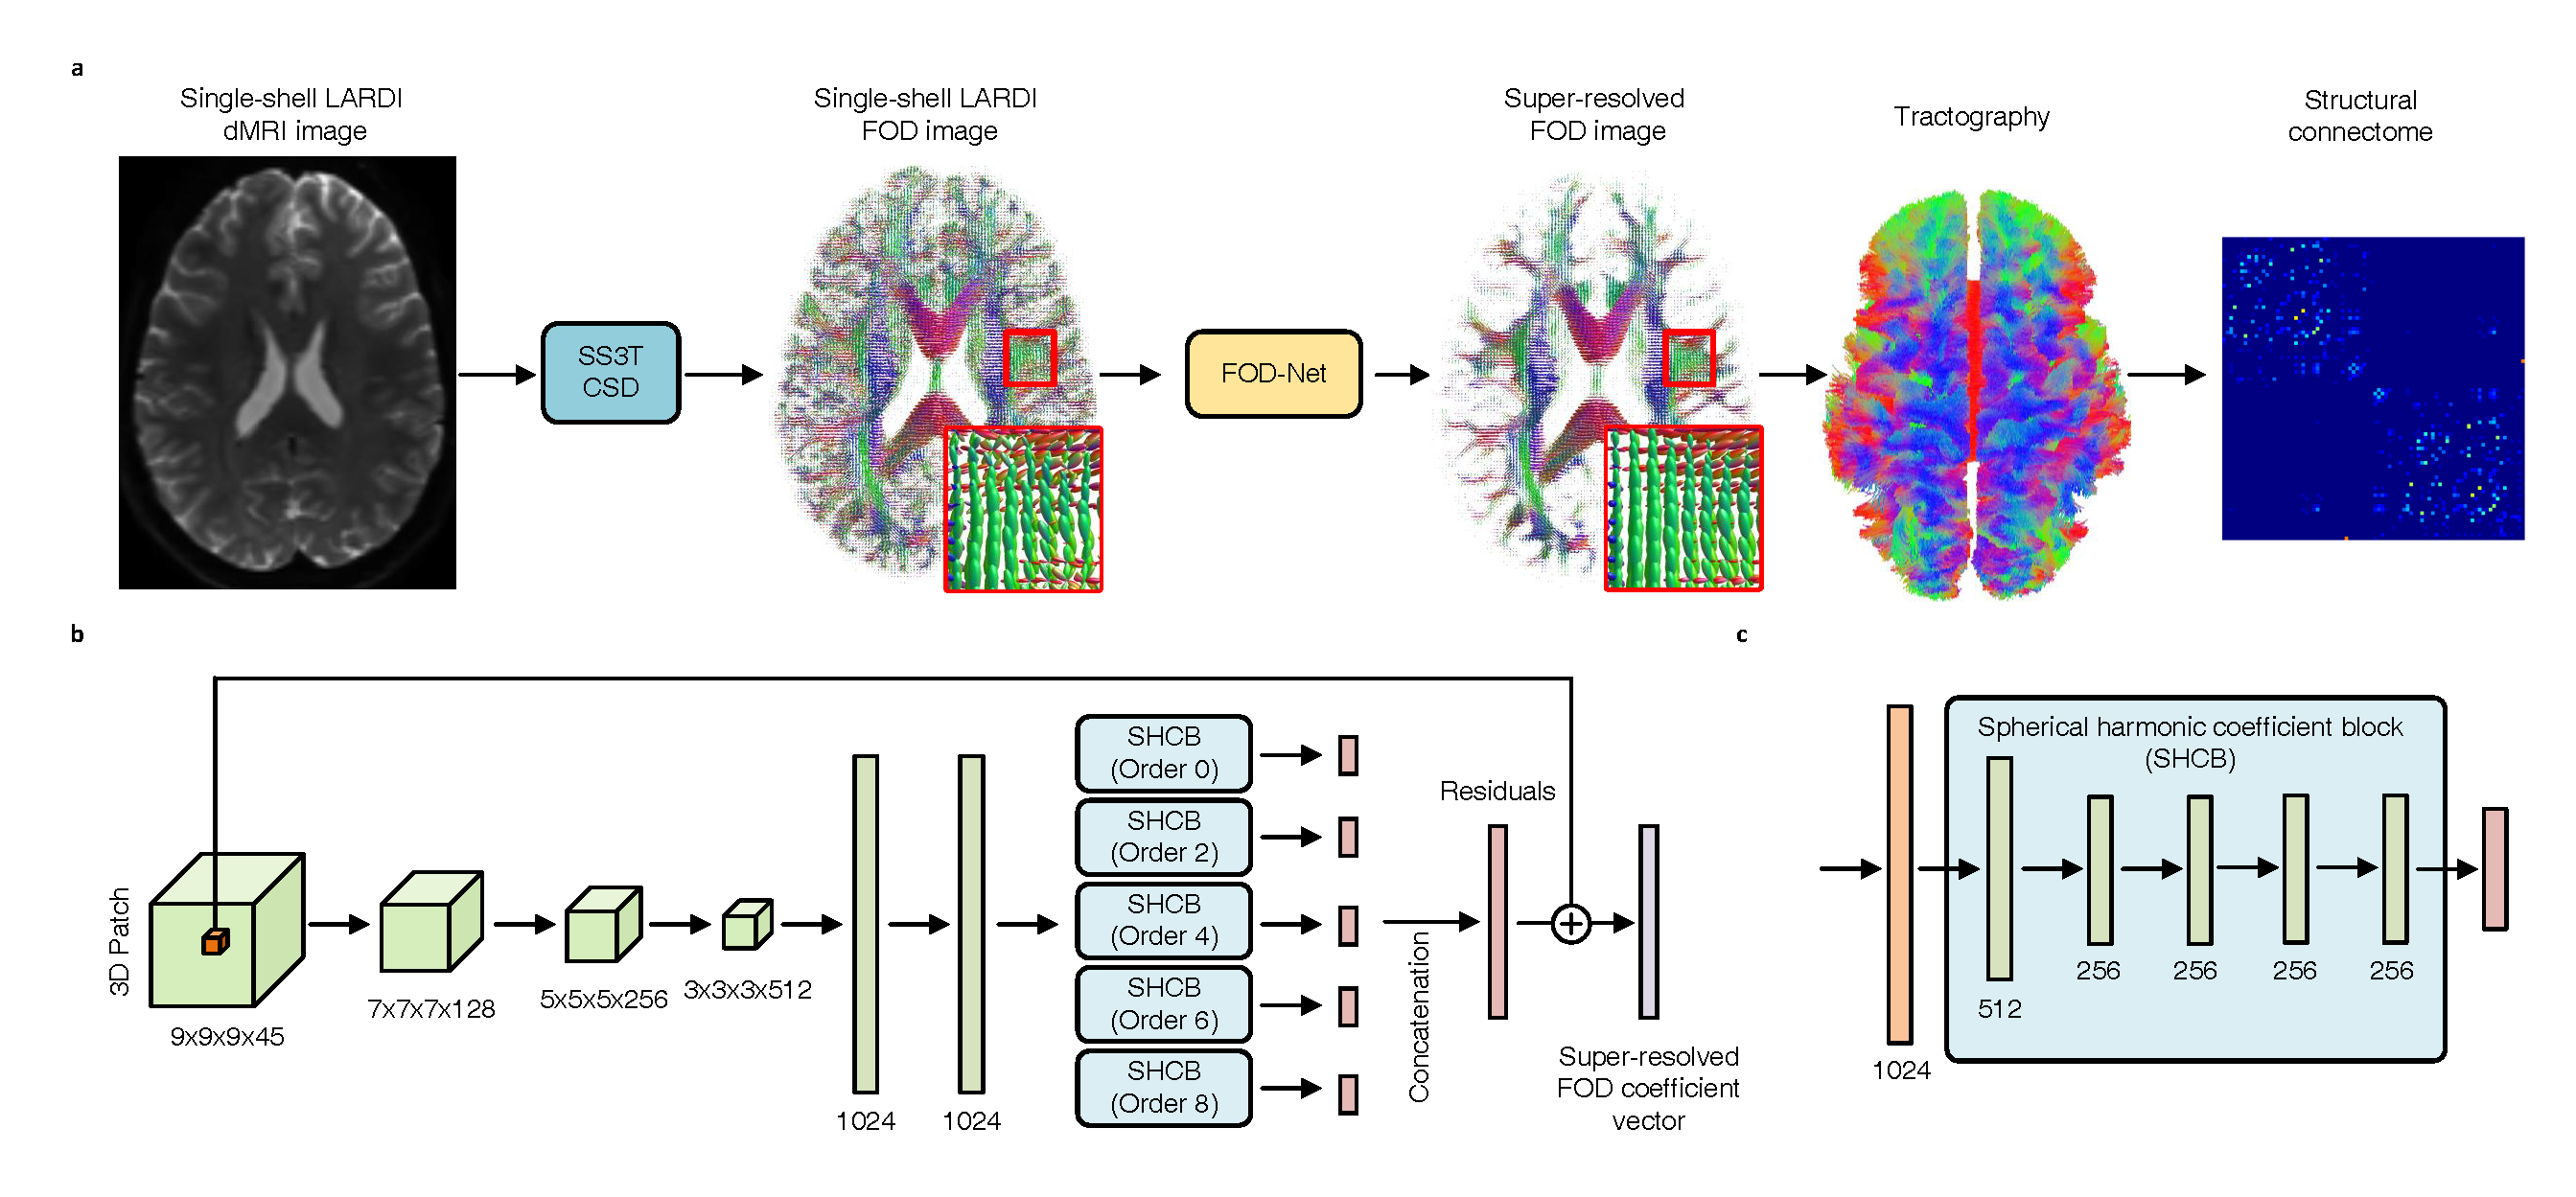 a
Single-shell LARDI
dMRI image
Single-shell LARDI
FOD image
Super-resolved
FOD image
Tractography
Structural
connectome
SS3T
CSD
FOD-Net
b
3D Patch
9x9x9x45
7x7x7x128
5x5x5x256
3x3x3x512
1024
1024
SHCB
(Order 0)
SHCB
(Order 2)
SHCB
(Order 4)
SHCB
(Order 6)
SHCB
(Order 8)
Concatenation
Residuals
+
Super-resolved
FOD coefficient
vector
c
1024
Spherical harmonic coefficient block
(SHCB)
512
256
256
256
256